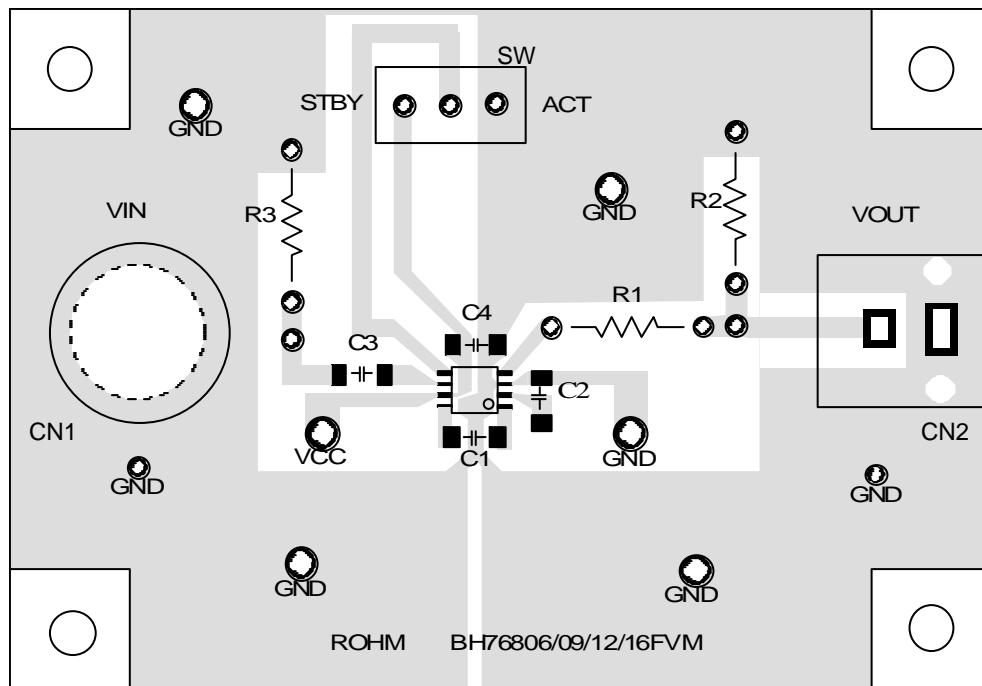 SW
STBY
ACT
GND
R3
R2
VIN
GND
VOUT
R1
C4
C3
C2
CN1
CN2
VCC
C1
GND
GND
GND
GND
GND
ROHM BH76806/09/12/16FVM